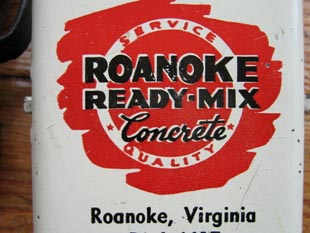 SERVICE
ROANOKE
READY-MIX
Concrete
QUALITY
Roanoke, Virginia